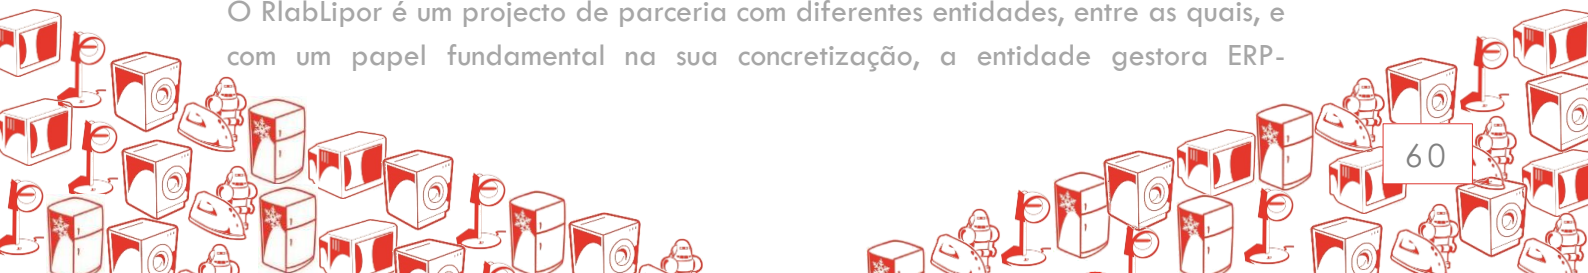 O RlabLipor é um projecto de parceria com diferentes entidades, entre as quais, e
com um papel fundamental na sua concretização, a entidade gestora ERP-
60